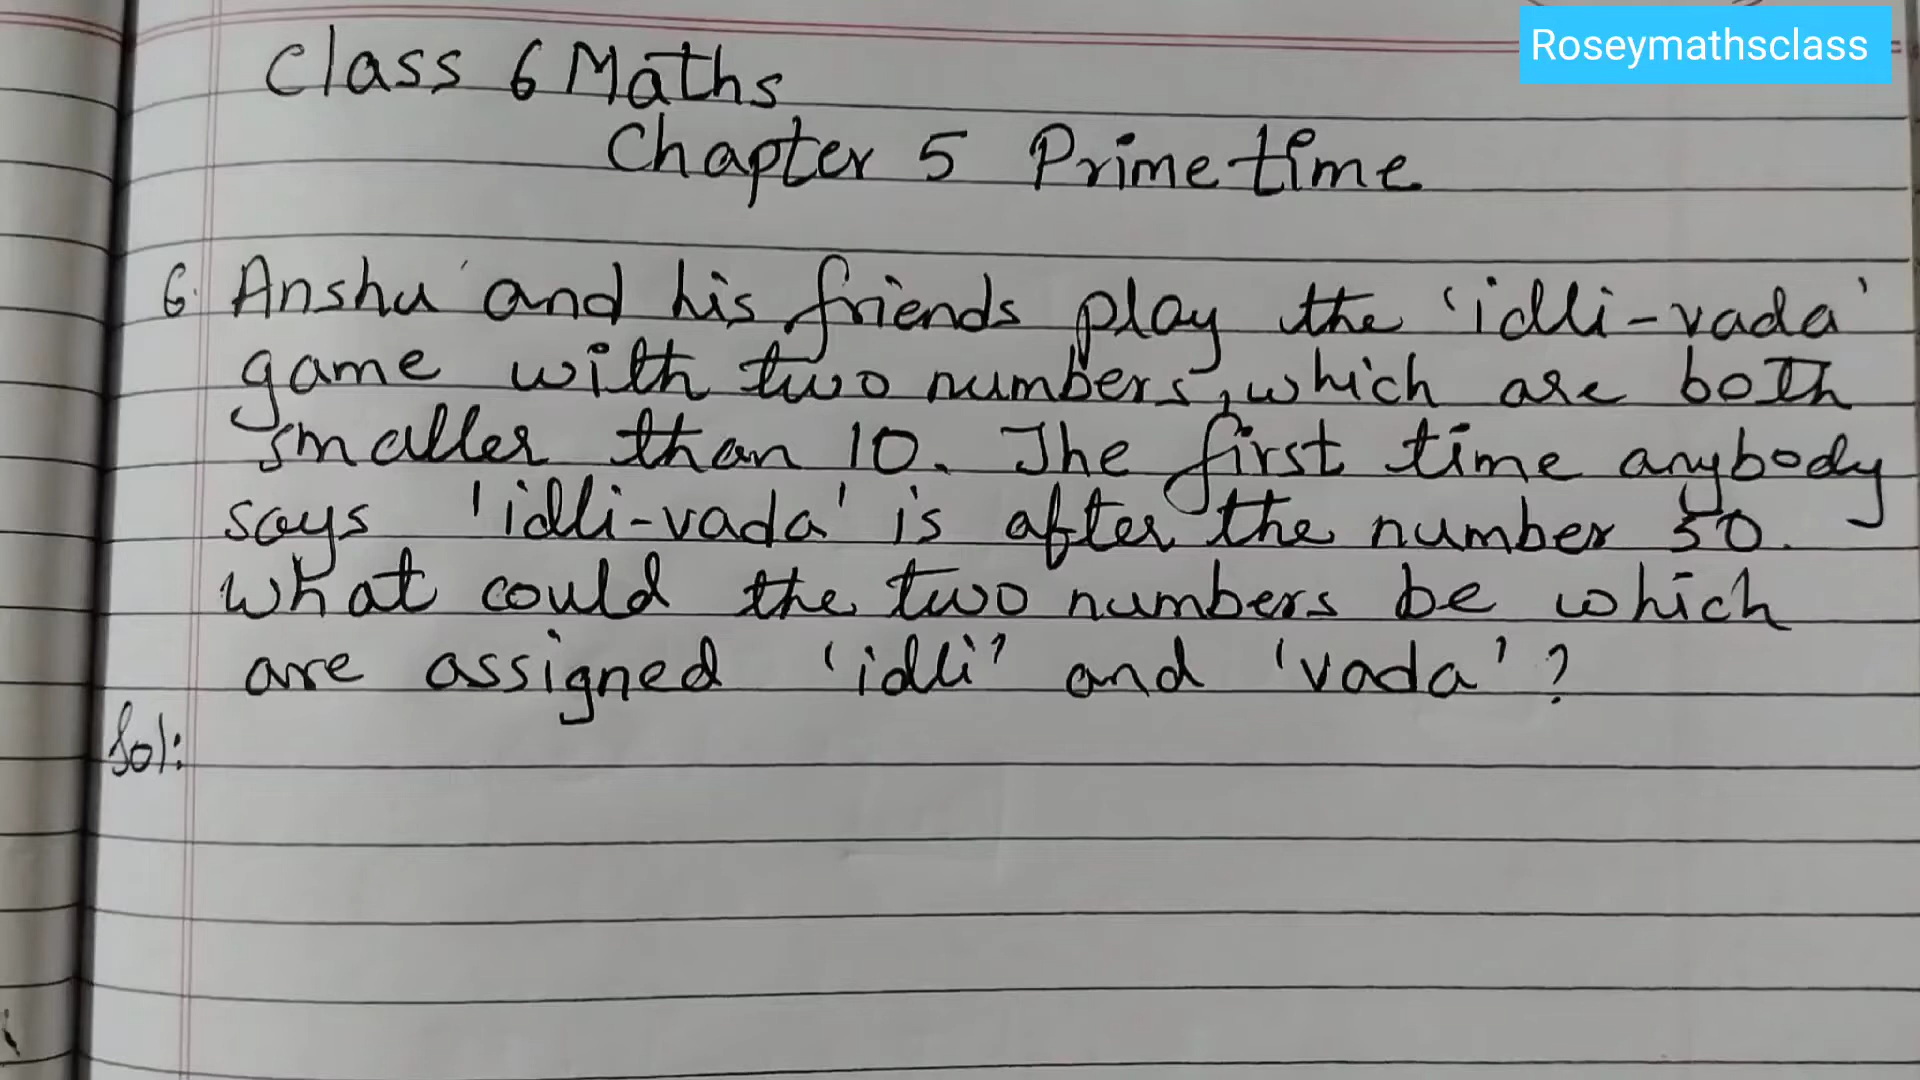 Roseymathsclass
Class 6 Maths
Chapter 5 Prime time
6. Anshu and his friends play the 'idli-vada'
game with two numbers, which are both
smaller than 10. The first time anybody
says 'idli-vada' is after the number 50.
What could the two numbers be which
are assigned 'idli' and 'vada'?
Sol: